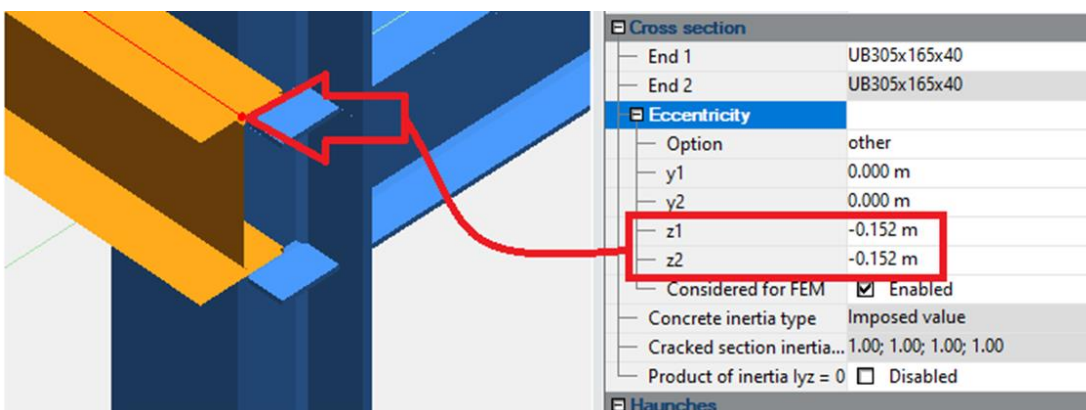 Cross section
End 1 UB305x165x40
End 2 UB305x165x40
Eccentricity
Option other
y1 0.000 m
y2 0.000 m
z1 -0.152 m
z2 -0.152 m
Considered for FEM Enabled
Concrete inertia type Imposed value
Cracked section inertia... 1.00; 1.00; 1.00; 1.00
Product of inertia Iyz = 0 Disabled
Haunches